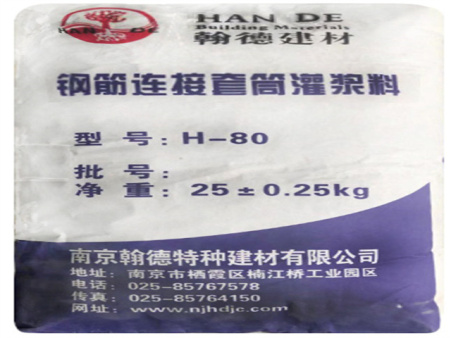 HAN DE
HAN DE
Building Materials
翰德建材
钢筋连接套筒灌浆料
型号:H-80
批号:
净重:25±0.25kg
南京翰德特种建材有限公司
地址:南京市栖霞区楠江桥工业园区
电话:025-85767578
传真:025-85764150
网址:www.njhdjc.com